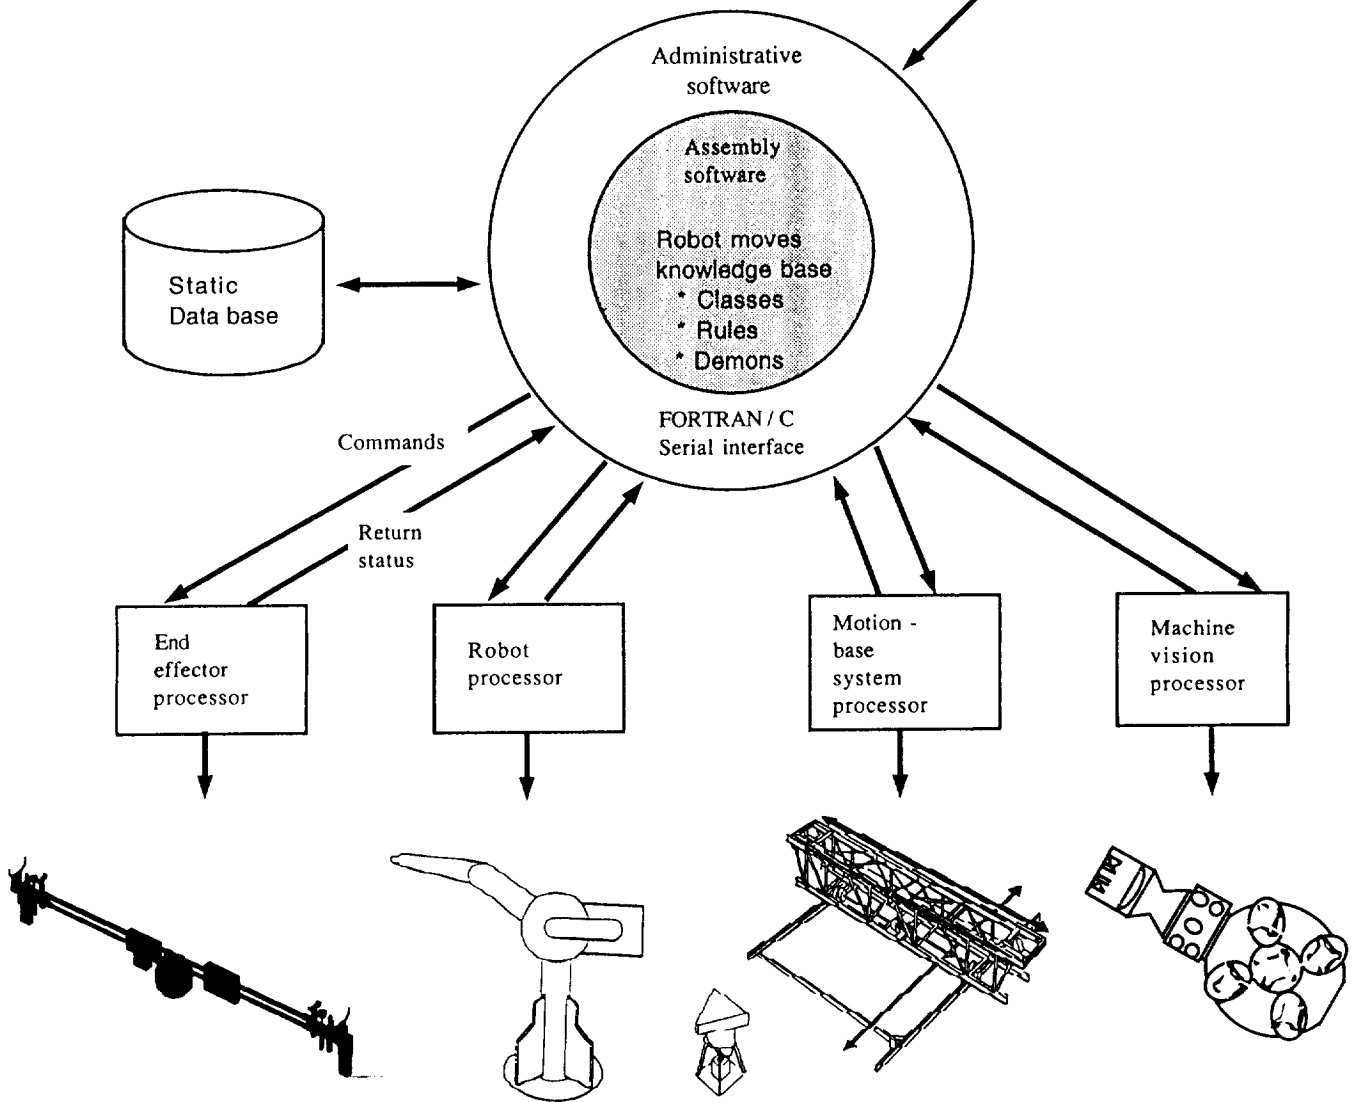 Administrative
software
Assembly
software
Robot moves
knowledge base
* Classes
* Rules
* Demons
FORTRAN / C
Serial interface
Static
Data base
Commands
Return
status
End
effector
processor
Robot
processor
Motion -
base
system
processor
Machine
vision
processor